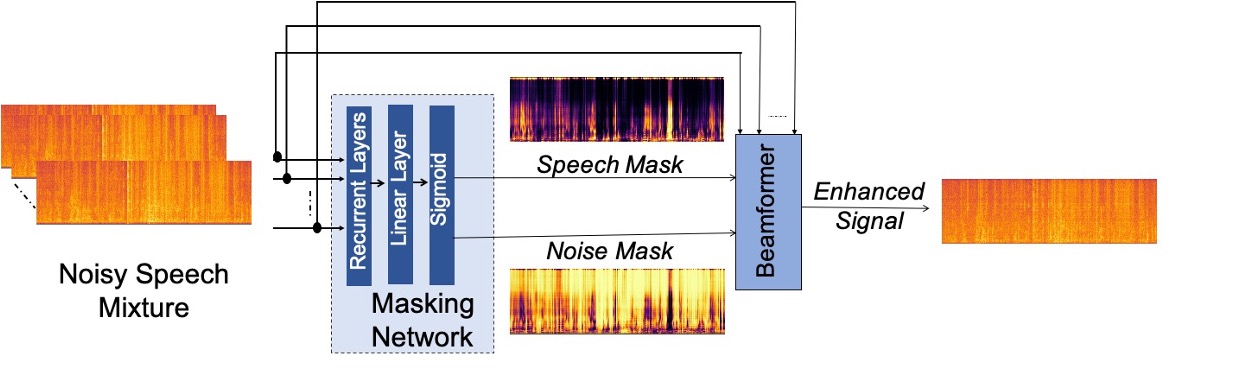 Noisy Speech
Mixture
Recurrent Layers
Linear Layer
Sigmoid
Masking
Network
Speech Mask
Noise Mask
Beamformer
Enhanced
Signal